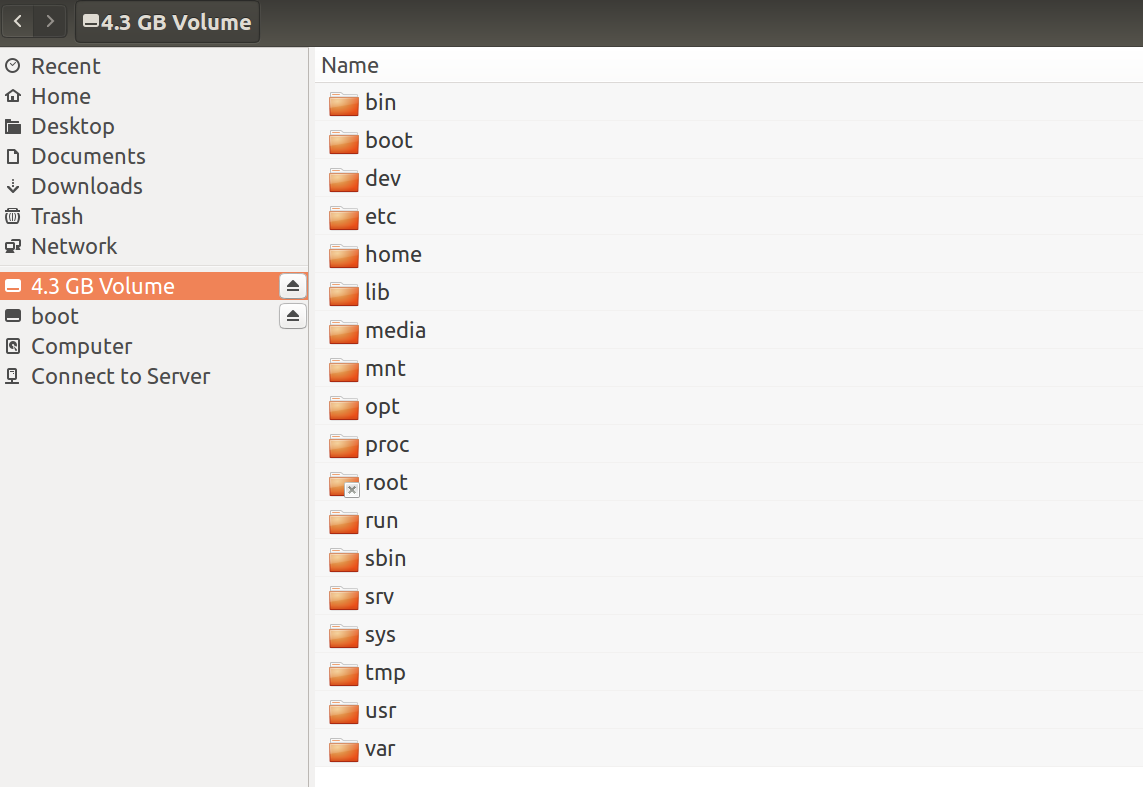 4.3 GB Volume
Recent
Home
Desktop
Documents
Downloads
Trash
Network
4.3 GB Volume
boot
Computer
Connect to Server
Name
bin
boot
dev
etc
home
lib
media
mnt
opt
proc
root
run
sbin
srv
sys
tmp
usr
var